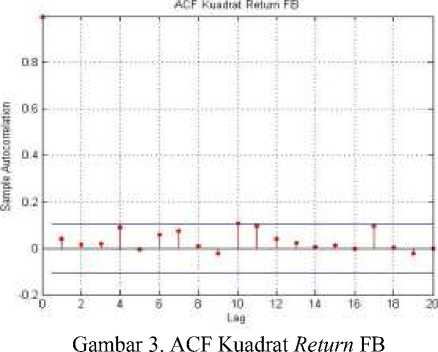 ACF Kuadrat Return FB
Sample Autocorrelation
0.8
0.6
0.4
0.2
0
-0.2
0 2 4 6 8 10 12 14 16 18 20
Lag
Gambar 3. ACF Kuadrat Return FB